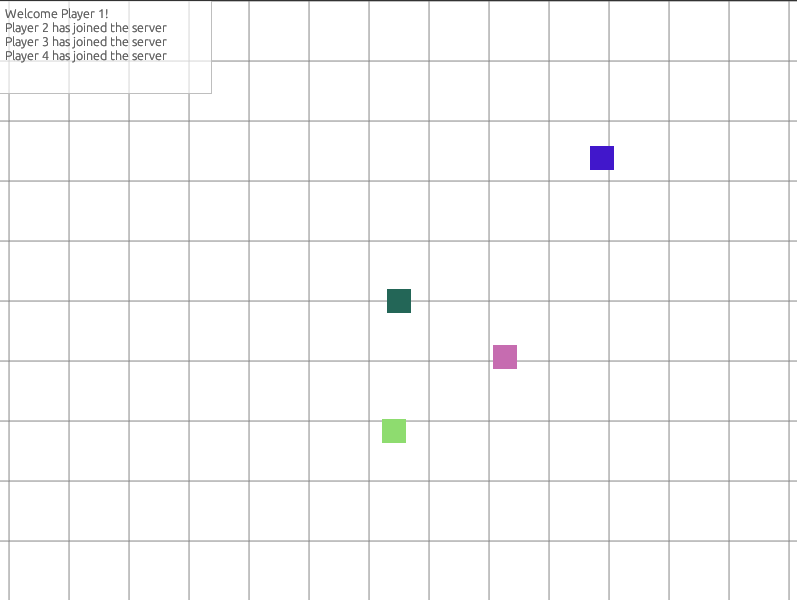 Welcome Player 1!
Player 2 has joined the server
Player 3 has joined the server
Player 4 has joined the server